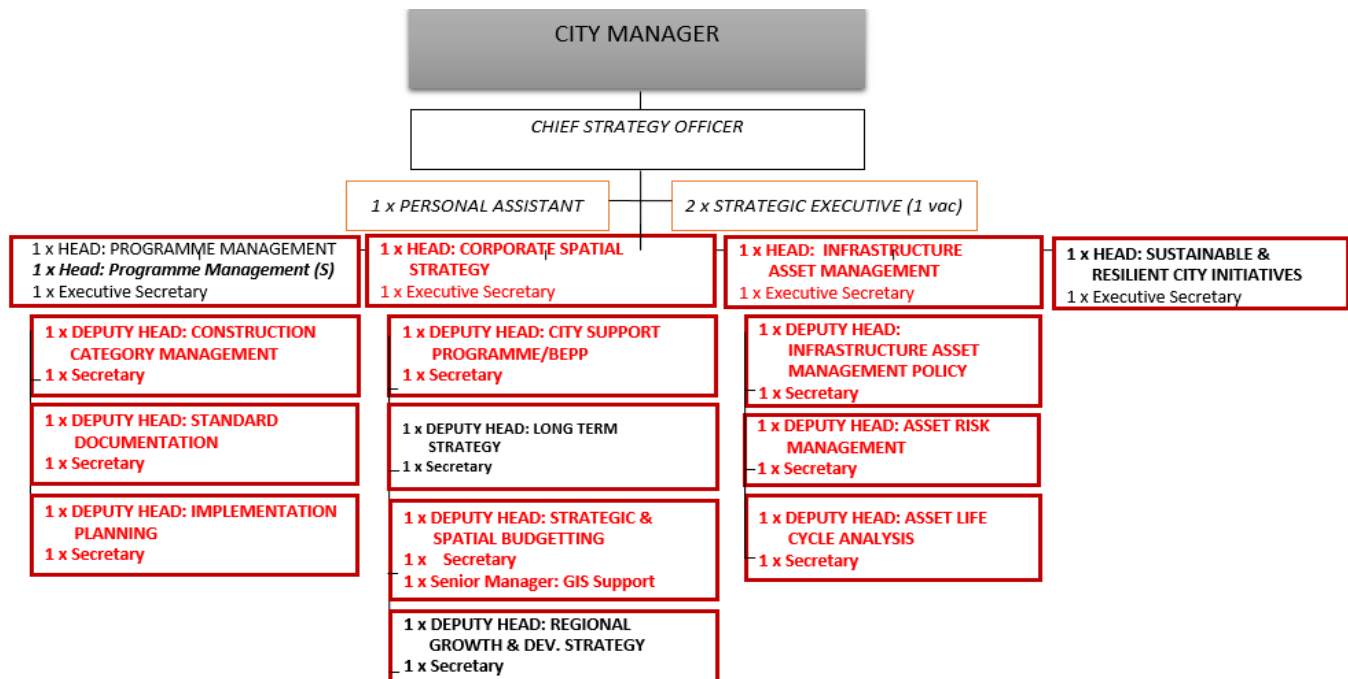 CITY MANAGER
CHIEF STRATEGY OFFICER
1 x PERSONAL ASSISTANT
2 x STRATEGIC EXECUTIVE (1 vac)
1 x HEAD: PROGRAMME MANAGEMENT
1 x Head: Programme Management (S)
1 x Executive Secretary
1 x HEAD: CORPORATE SPATIAL
STRATEGY
1 x Executive Secretary
1 x HEAD: INFRASTRUCTURE
ASSET MANAGEMENT
1 x Executive Secretary
1 x HEAD: SUSTAINABLE &
RESILIENT CITY INITIATIVES
1 x Executive Secretary
1 x DEPUTY HEAD: CONSTRUCTION
CATEGORY MANAGEMENT
1 x Secretary
1 x DEPUTY HEAD: STANDARD
DOCUMENTATION
1 x Secretary
1 x DEPUTY HEAD: IMPLEMENTATION
PLANNING
1 x Secretary
1 x DEPUTY HEAD: CITY SUPPORT
PROGRAMME/BEPP
1 x Secretary
1 x DEPUTY HEAD: LONG TERM
STRATEGY
1 x Secretary
1 x DEPUTY HEAD: STRATEGIC &
SPATIAL BUDGETTING
1 x Secretary
1 x Senior Manager: GIS Support
1 x DEPUTY HEAD: REGIONAL
GROWTH & DEV. STRATEGY
1 x Secretary
1 x DEPUTY HEAD:
INFRASTRUCTURE ASSET
MANAGEMENT POLICY
1 x Secretary
1 x DEPUTY HEAD: ASSET RISK
MANAGEMENT
1 x Secretary
1 x DEPUTY HEAD: ASSET LIFE
CYCLE ANALYSIS
1 x Secretary